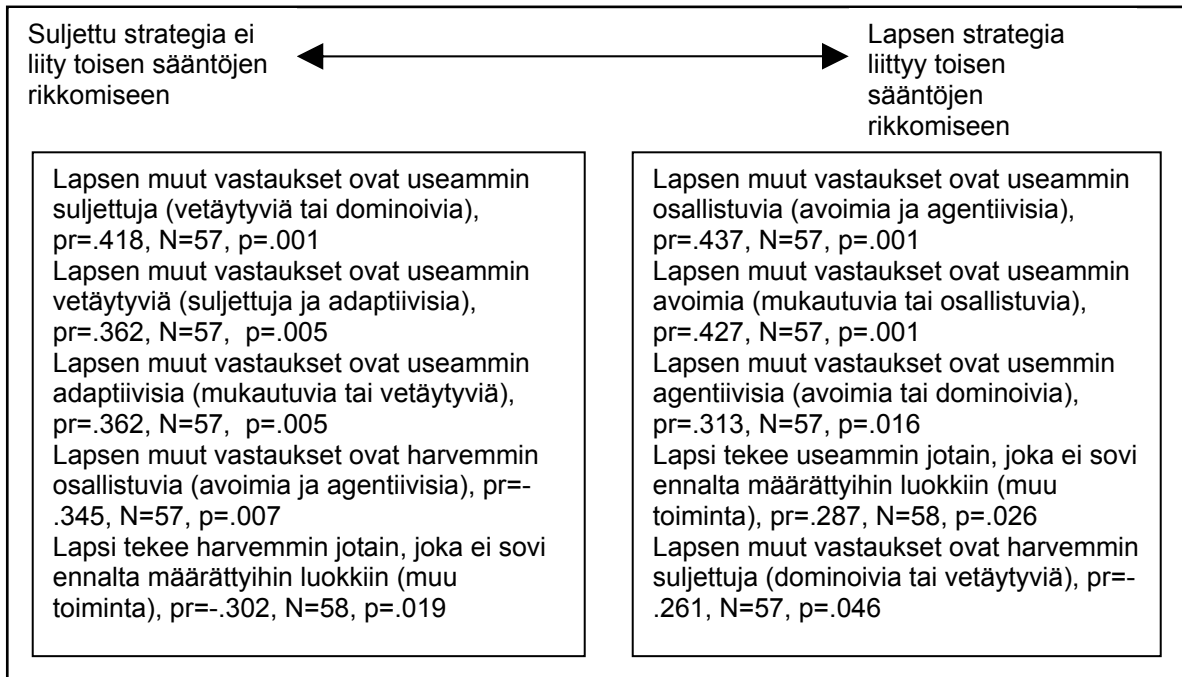 Suljettu strategia ei
liity toisen sääntöjen
rikkomiseen
Lapsen strategia
liittyy toisen
sääntöjen
rikkomiseen
Lapsen muut vastaukset ovat useammin
suljettuja (vetäytyviä tai dominoivia),
pr=.418, N=57, p=.001
Lapsen muut vastaukset ovat useammin
vetäytyviä (suljettuja ja adaptiivisia),
pr=.362, N=57,  p=.005
Lapsen muut vastaukset ovat useammin
adaptiivisia (mukautuvia tai vetäytyviä),
pr=.362, N=57,  p=.005
Lapsen muut vastaukset ovat harvemmin
osallistuvia (avoimia ja agentiivisia), pr=-
.345, N=57, p=.007
Lapsi tekee harvemmin jotain, joka ei sovi
ennalta määrättyihin luokkiin (muu
toiminta), pr=-.302, N=58, p=.019
Lapsen muut vastaukset ovat useammin
osallistuvia (avoimia ja agentiivisia),
pr=.437, N=57, p=.001
Lapsen muut vastaukset ovat useammin
avoimia (mukautuvia tai osallistuvia),
pr=.427, N=57, p=.001
Lapsen muut vastaukset ovat usemmin
agentiivisia (avoimia tai dominoivia),
pr=.313, N=57, p=.016
Lapsi tekee useammin jotain, joka ei sovi
ennalta määrättyihin luokkiin (muu
toiminta), pr=.287, N=58, p=.026
Lapsen muut vastaukset ovat harvemmin
suljettuja (dominoivia tai vetäytyviä), pr=-
.261, N=57, p=.046